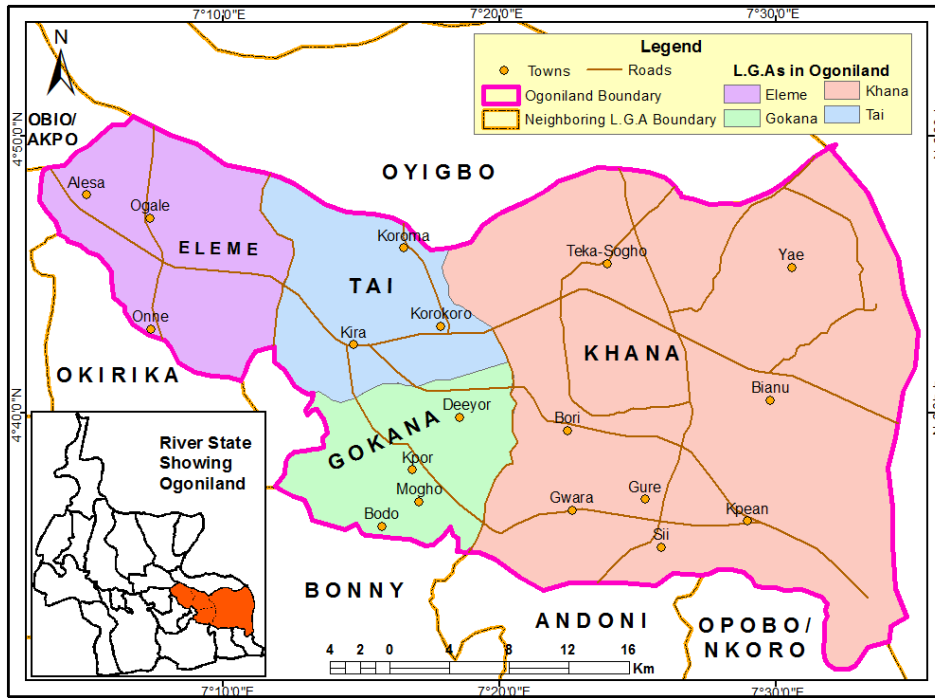 7°10'0"E 7°20'0"E 7°30'0"E
N
Legend
Towns Roads
Ogoniland Boundary
Neighboring L.G.A Boundary
L.G.As in Ogoniland
Eleme Khana
Gokana Tai
OBIO/
AKPO
4°50'0"N
OYIGBO
Alesa
Ogale
ELEME
Koroma
Teka-Sogho
Yae
TAI
Onne
Korokoro
Kira
KHANA
OKIRIKA
Bianu
4°40'0"N
Deeyor
Bori
GOKANA
Kpor
Mogho
Gure
Gwara
Kpean
Bodo
Sii
River State
Showing
Ogoniland
BONNY
ANDONI
OPOBO/
NKORO
4 2 0 4 8 12 16
Km
7°10'0"E 7°20'0"E 7°30'0"E